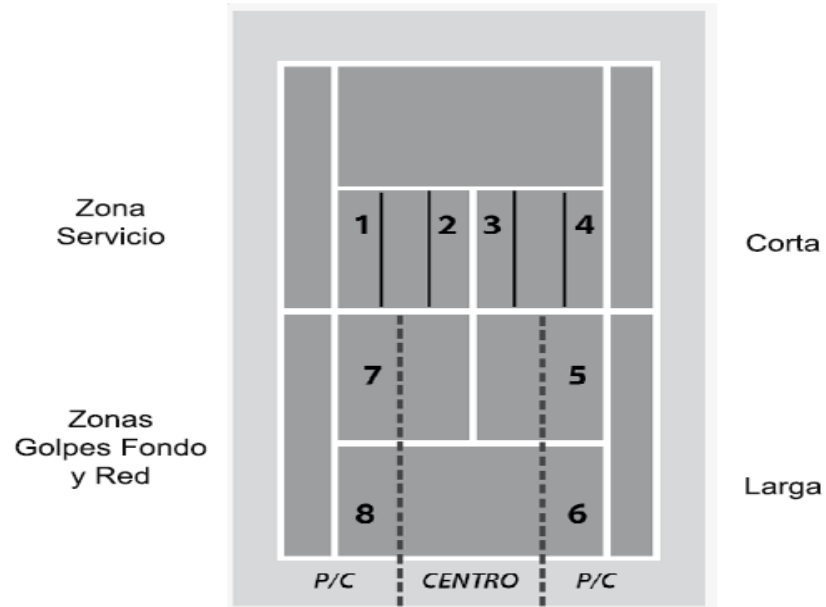 Zona
Servicio
1 2 3 4
Corta
7 5
Zonas
Golpes Fondo
y Red
8 6
Larga
P/C CENTRO P/C